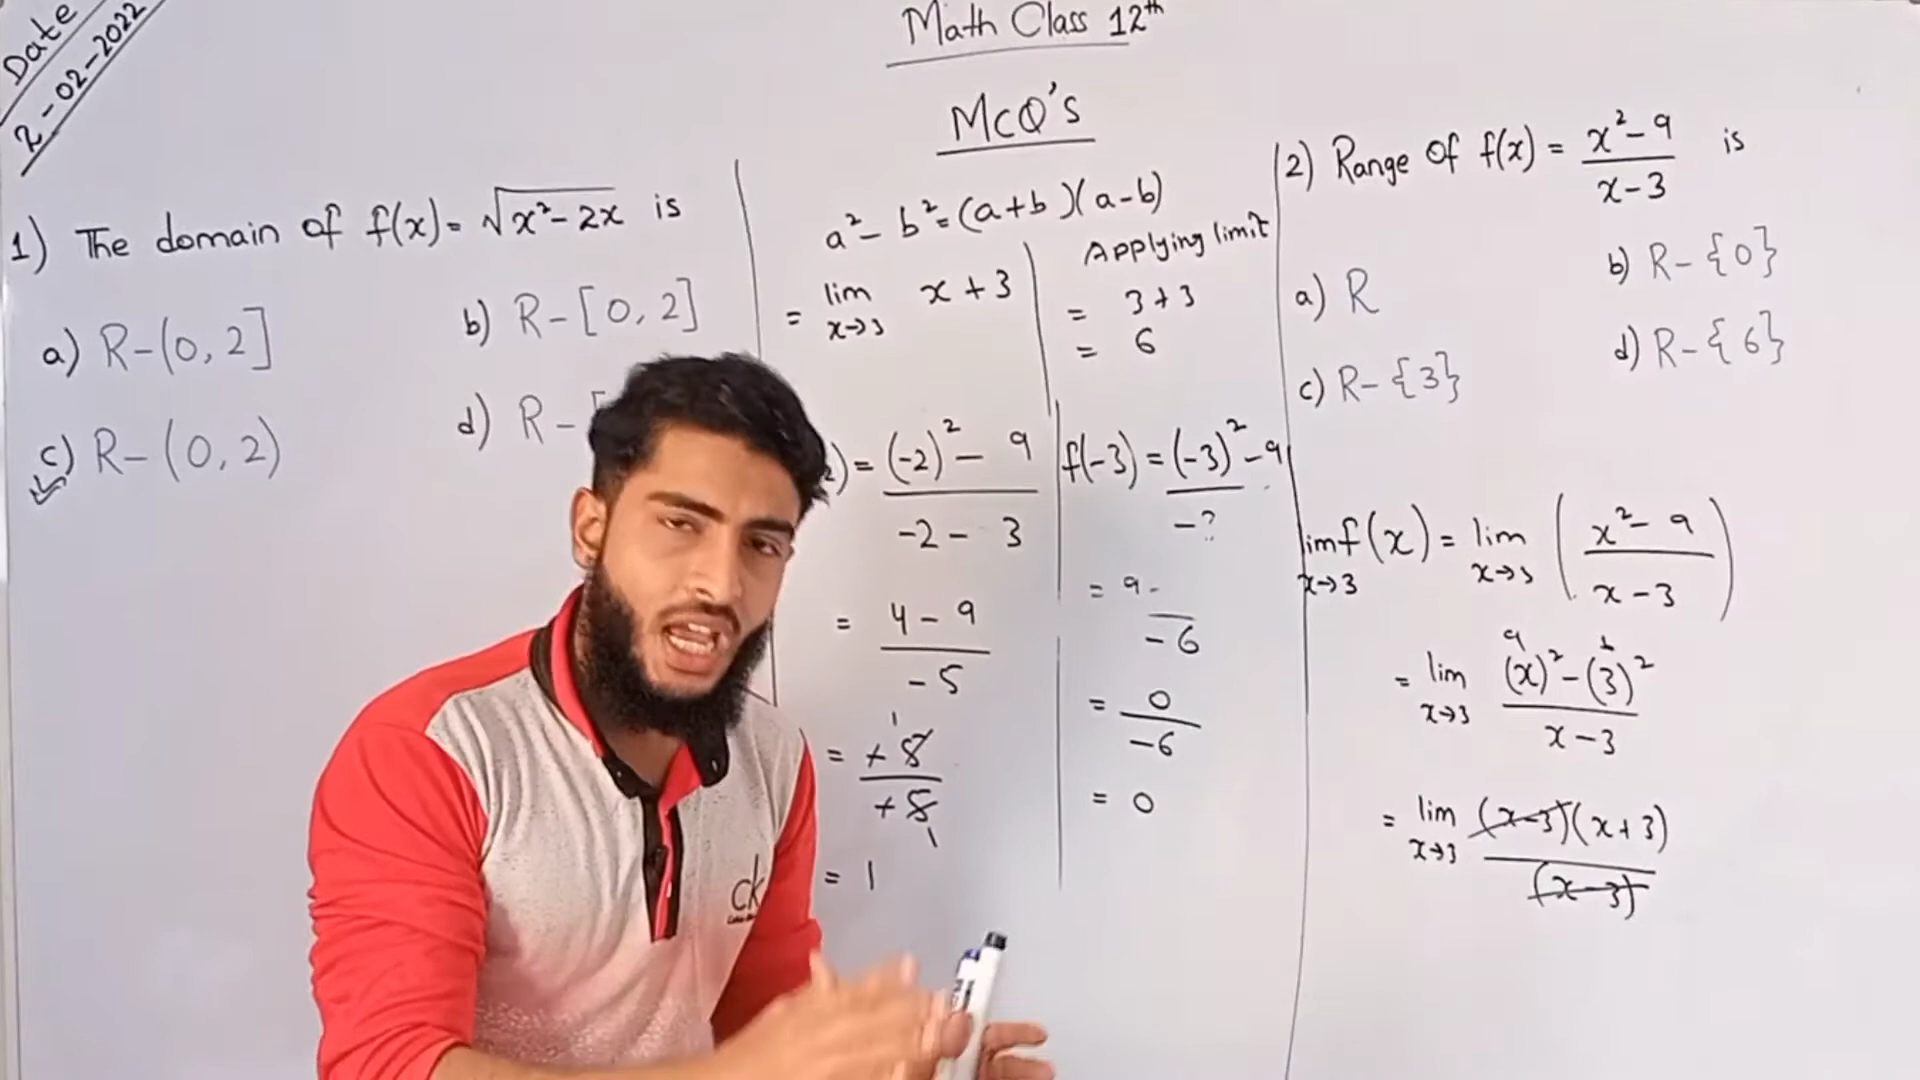 Date
2-02-2022
Math Class 12th
MCQ's
1) The domain of f(x) = √(x² - 2x) is
a) R-(0, 2]
b) R-[0, 2]
c) R-(0, 2)
d) R-[
a² - b² = (a+b)(a-b)
= lim x→3 x + 3
Applying limit
= 3+3
= 6
) = (-2)² - 9 / -2 - 3
= 4 - 9 / -5
= + 5 / + 5
= 1
f(-3) = (-3)² - 9 / -
= 9 - / -6
= 0 / -6
= 0
2) Range of f(x) = x² - 9 / x - 3 is
a) R
b) R-{0}
c) R-{3}
d) R-{6}
lim x→3 f(x) = lim x→3 (x² - 9 / x - 3)
= lim x→3 (x)² - (3)² / x - 3
a b
= lim x→3 (x-3)(x+3) / (x-3)
ck